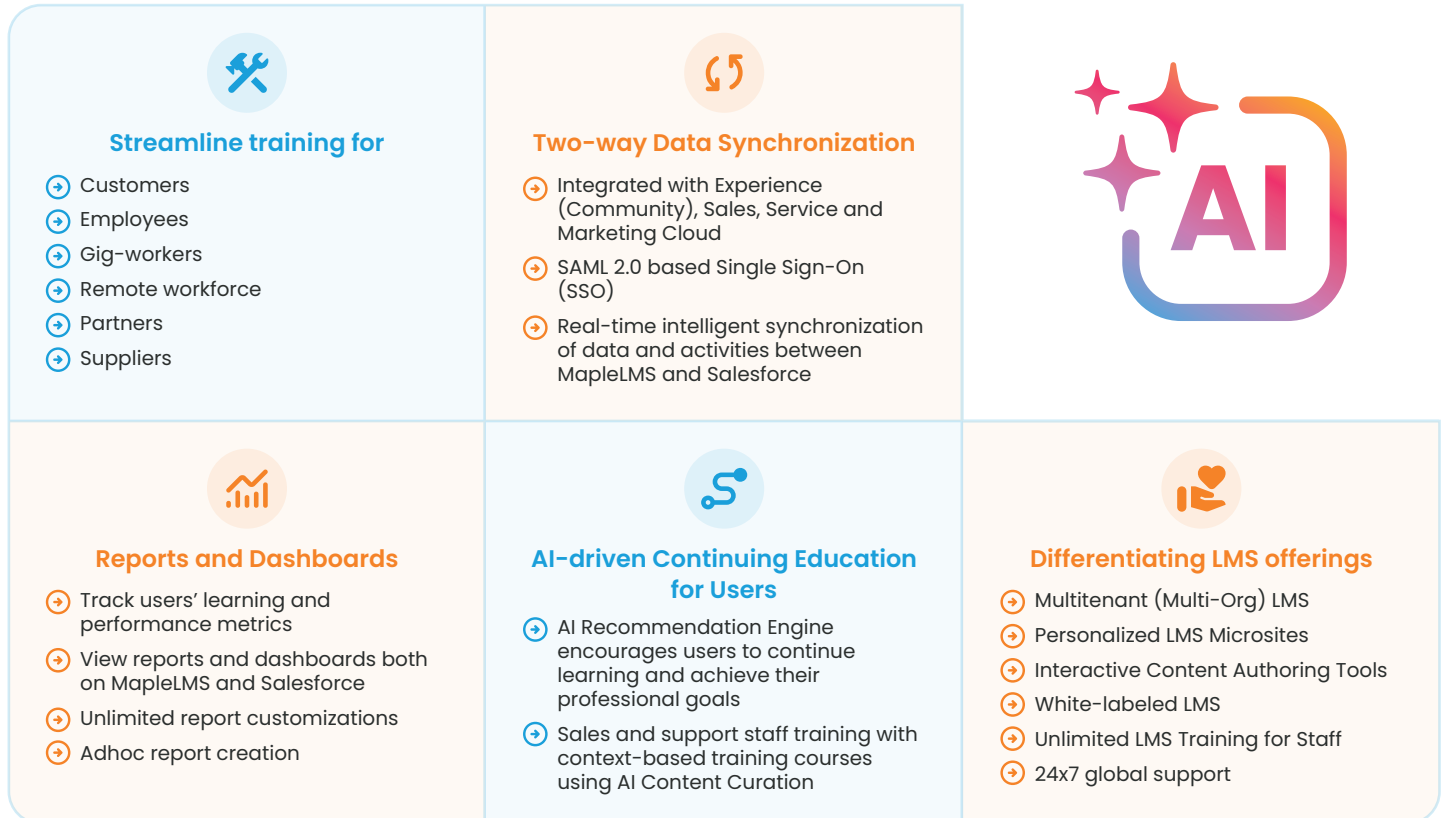 Streamline training for
Customers
Employees
Gig-workers
Remote workforce
Partners
Suppliers
Two-way Data Synchronization
Integrated with Experience
(Community), Sales, Service and
Marketing Cloud
SAML 2.0 based Single Sign-On
(SSO)
Real-time intelligent synchronization
of data and activities between
MapleLMS and Salesforce
AI
Reports and Dashboards
Track users’ learning and
performance metrics
View reports and dashboards both
on MapleLMS and Salesforce
Unlimited report customizations
Adhoc report creation
AI-driven Continuing Education
for Users
AI Recommendation Engine
encourages users to continue
learning and achieve their
professional goals
Sales and support staff training with
context-based training courses
using AI Content Curation
Differentiating LMS offerings
Multitenant (Multi-Org) LMS
Personalized LMS Microsites
Interactive Content Authoring Tools
White-labeled LMS
Unlimited LMS Training for Staff
24x7 global support